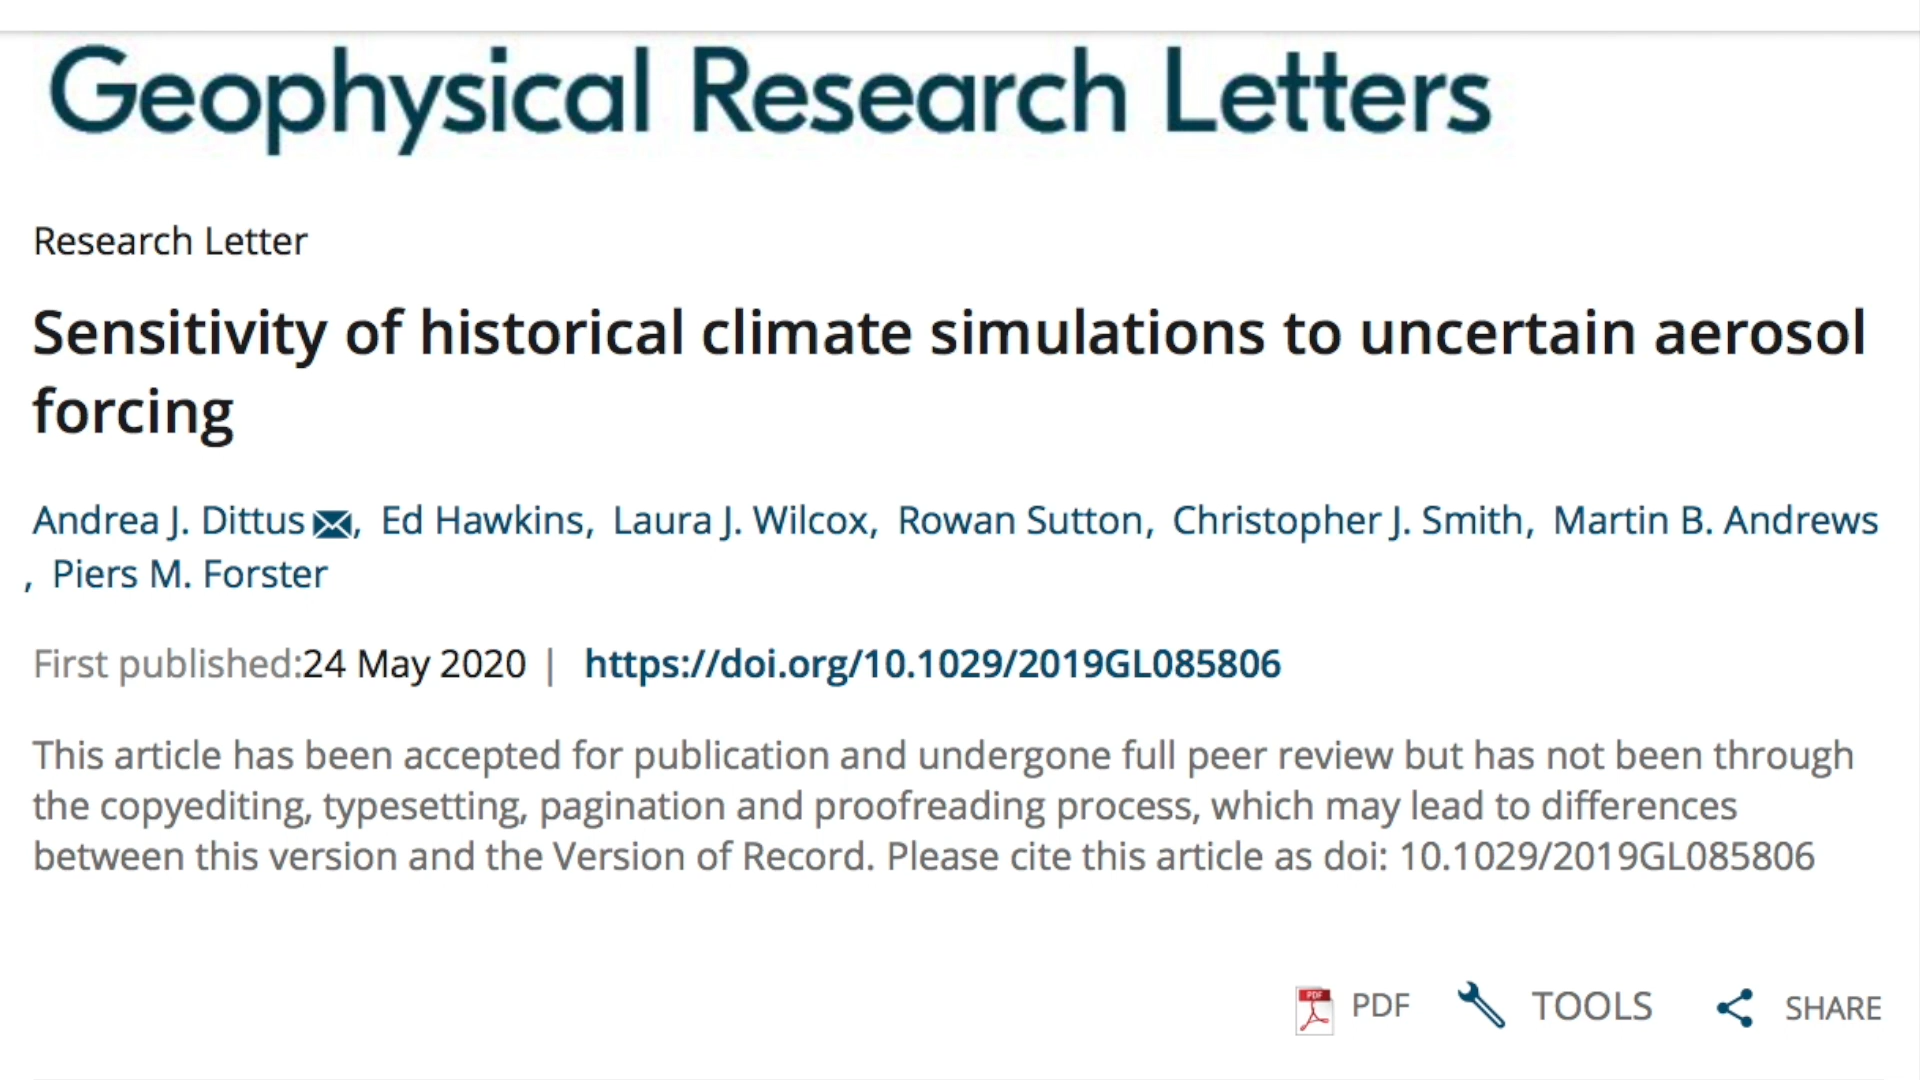 Geophysical Research Letters
Research Letter
Sensitivity of historical climate simulations to uncertain aerosol
forcing
Andrea J. Dittus, Ed Hawkins, Laura J. Wilcox, Rowan Sutton, Christopher J. Smith, Martin B. Andrews
, Piers M. Forster
First published:24 May 2020 | https://doi.org/10.1029/2019GL085806
This article has been accepted for publication and undergone full peer review but has not been through
the copyediting, typesetting, pagination and proofreading process, which may lead to differences
between this version and the Version of Record. Please cite this article as doi: 10.1029/2019GL085806
PDF PDF TOOLS SHARE